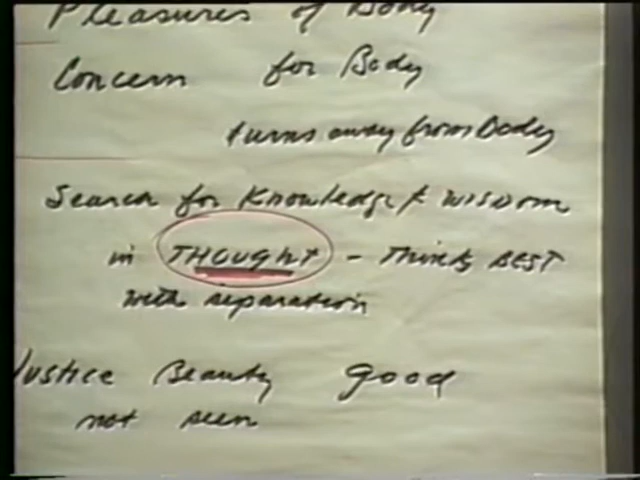 Pleasures of Body
Concern for Body
turns away from Body
Search for Knowledge & wisdom
in THOUGHT - Thinks BEST
with separation
Justice Beauty good
not seen